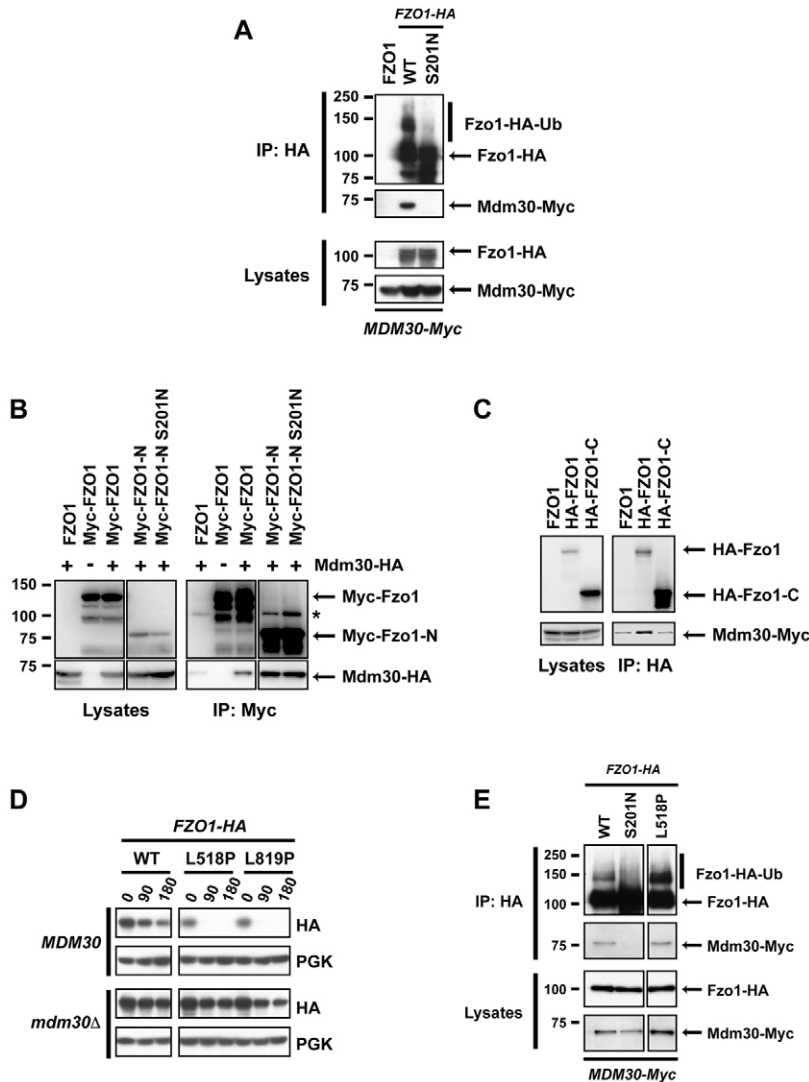 A
FZO1-HA
FZO1
WT
S201N
250
150
100
75
75
IP: HA
Fzo1-HA-Ub
Fzo1-HA
Mdm30-Myc
Lysates
100
75
Fzo1-HA
Mdm30-Myc
MDM30-Myc
B
FZO1
Myc-FZO1
Myc-FZO1
Myc-FZO1-N
Myc-FZO1-N S201N
FZO1
Myc-FZO1
Myc-FZO1
Myc-FZO1-N
Myc-FZO1-N S201N
+ - + + + + - + + + Mdm30-HA
150
100
75
75
Myc-Fzo1
*
Myc-Fzo1-N
Mdm30-HA
Lysates IP: Myc
C
FZO1
HA-FZO1
HA-FZO1-C
FZO1
HA-FZO1
HA-FZO1-C
HA-Fzo1
HA-Fzo1-C
Mdm30-Myc
Lysates IP: HA
D
FZO1-HA
WT L518P L819P
0 90 180 0 90 180 0 90 180
MDM30
HA
PGK
mdm30Δ
HA
PGK
E
FZO1-HA
WT
S201N
L518P
250
150
100
75
IP: HA
Fzo1-HA-Ub
Fzo1-HA
Mdm30-Myc
Lysates
100
75
Fzo1-HA
Mdm30-Myc
MDM30-Myc